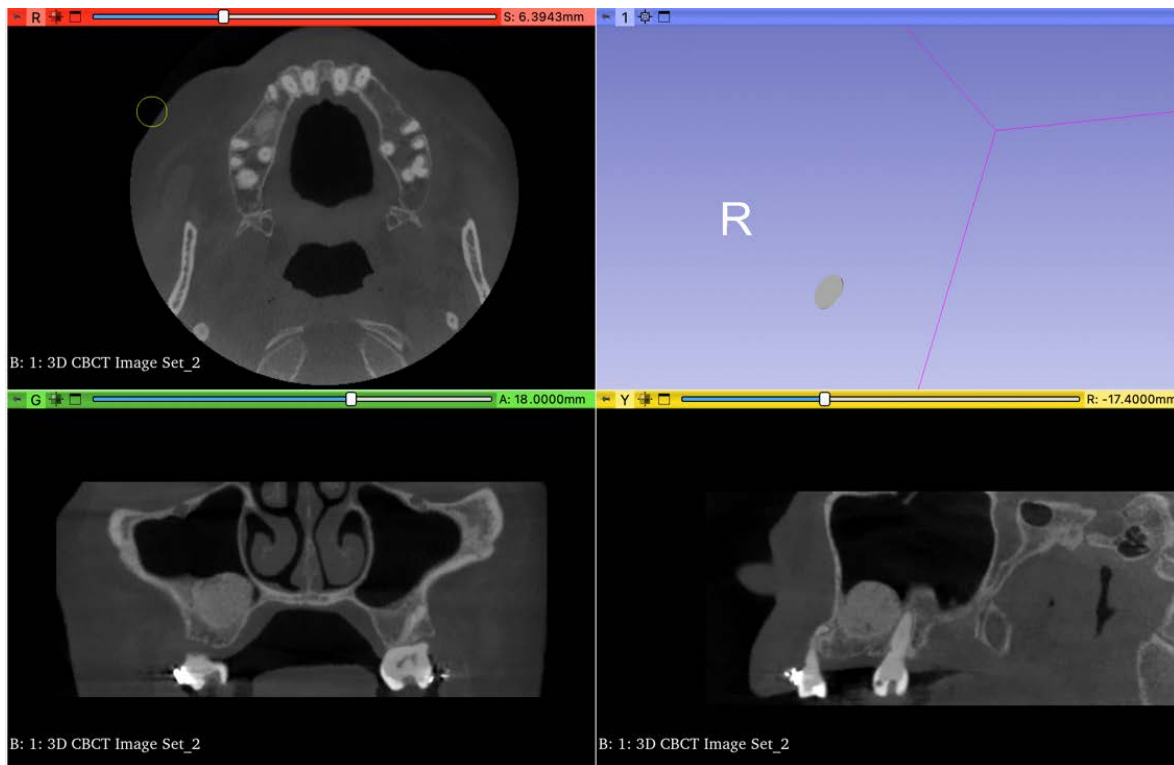 R S: 6.3943mm
B: 1: 3D CBCT Image Set_2
1
R
G A: 18.0000mm
B: 1: 3D CBCT Image Set_2
Y R: -17.4000mm
B: 1: 3D CBCT Image Set_2